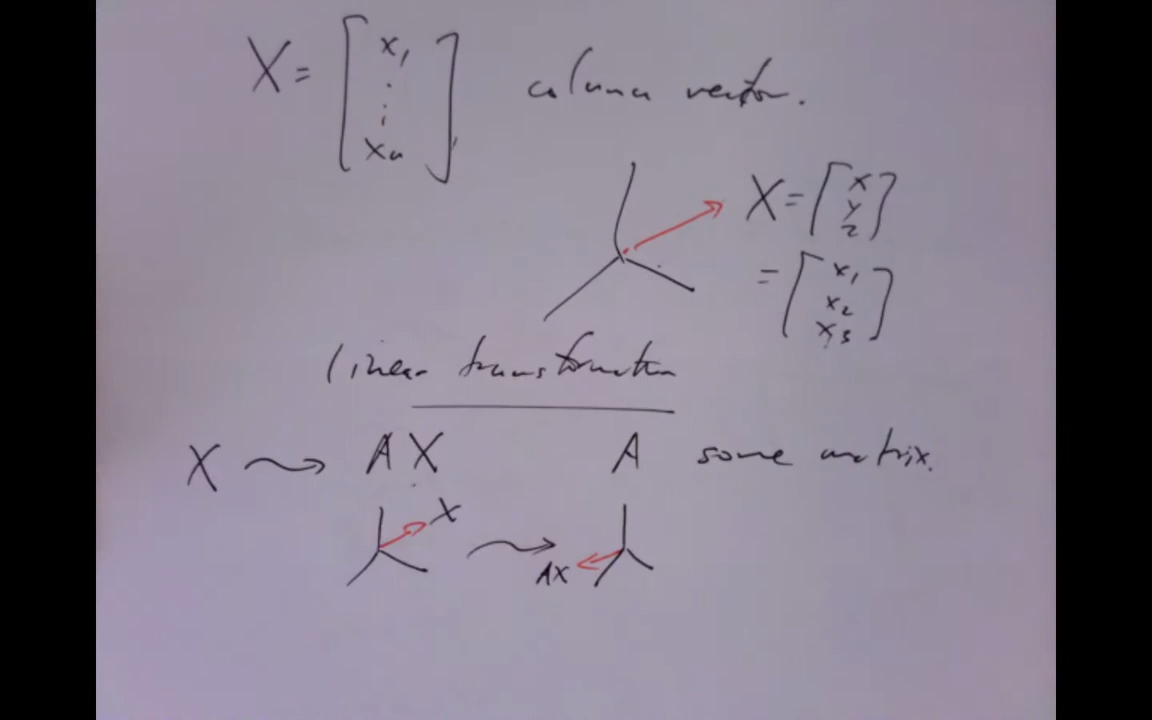 X = [x₁ ⋮ xₙ] column vector.
X = [x y z]
= [x₁ x₂ x₃]
linear transformation
X ⤳ AX A some matrix.
X ⤳ AX